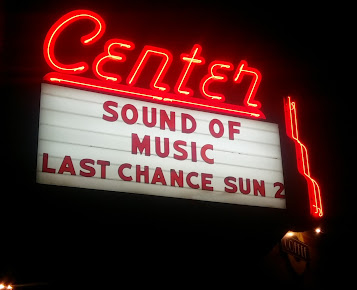 Center
SOUND OF
MUSIC
LAST CHANCE SUN 2